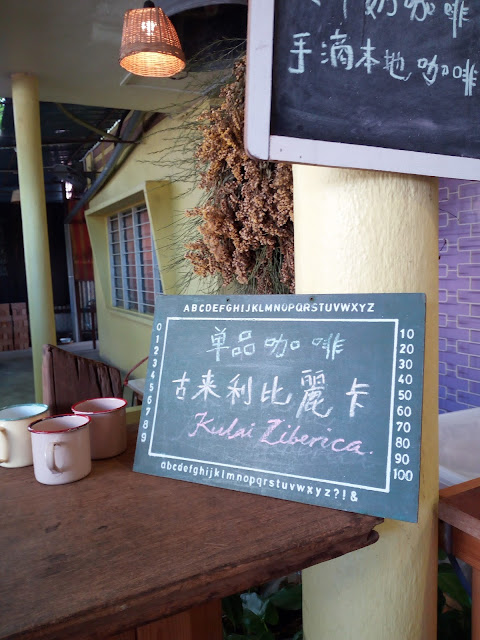 奶咖啡
手滴本地咖啡
ABCDEFGHIJKLMNOPQRSTUVWXYZ
0 1 2 3 4 5 6 7 8 9
单品咖啡
古来利比麗卡
Kulai Liberica.
10 20 30 40 50 60 70 80 90 100
abcdefghijklmnopqrstuvwxyz?!&